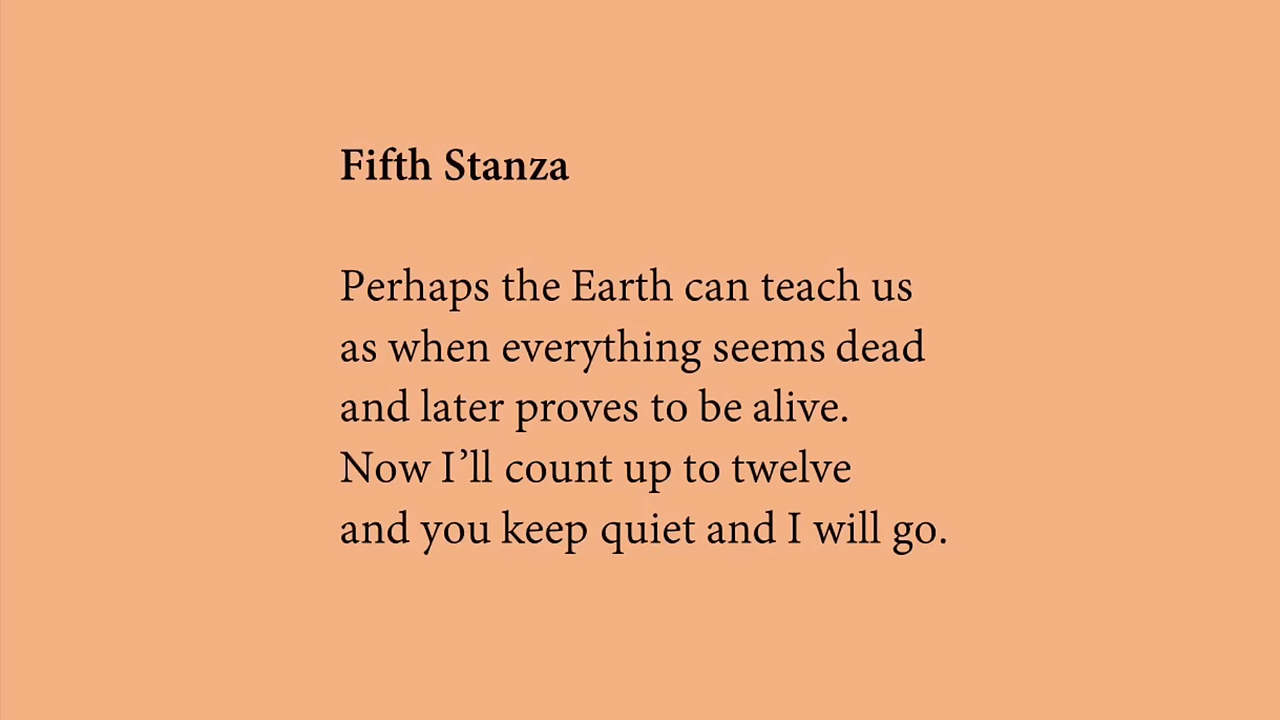 Fifth Stanza
Perhaps the Earth can teach us
as when everything seems dead
and later proves to be alive.
Now I’ll count up to twelve
and you keep quiet and I will go.